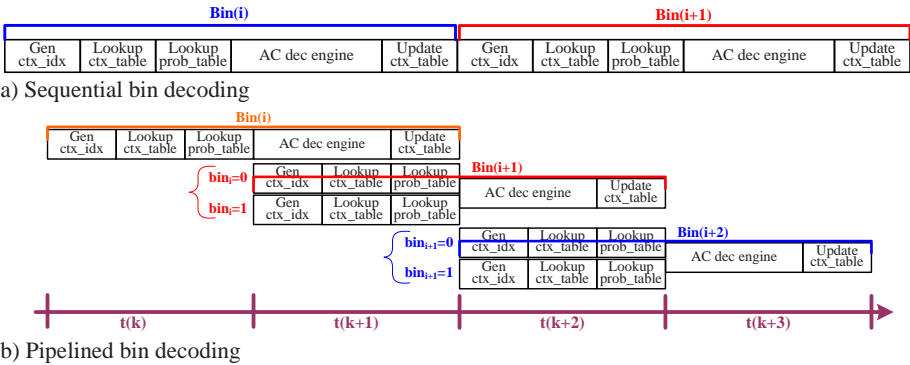 Bin(i) Bin(i+1)
Gen Lookup Lookup AC dec engine Update Gen Lookup Lookup AC dec engine Update
ctx_idx ctx_table prob_table ctx_table ctx_idx ctx_table prob_table ctx_table
a) Sequential bin decoding
Bin(i)
Gen Lookup Lookup AC dec engine Update
ctx_idx ctx_table prob_table ctx_table
Bin(i+1)
bin_i=0 Gen Lookup Lookup
ctx_idx ctx_table prob_table
AC dec engine Update
ctx_table
bin_i=1 Gen Lookup Lookup
ctx_idx ctx_table prob_table
Bin(i+2)
bin_i+1=0 Gen Lookup Lookup
ctx_idx ctx_table prob_table
AC dec engine Update
ctx_table
bin_i+1=1 Gen Lookup Lookup
ctx_idx ctx_table prob_table
t(k) t(k+1) t(k+2) t(k+3)
b) Pipelined bin decoding